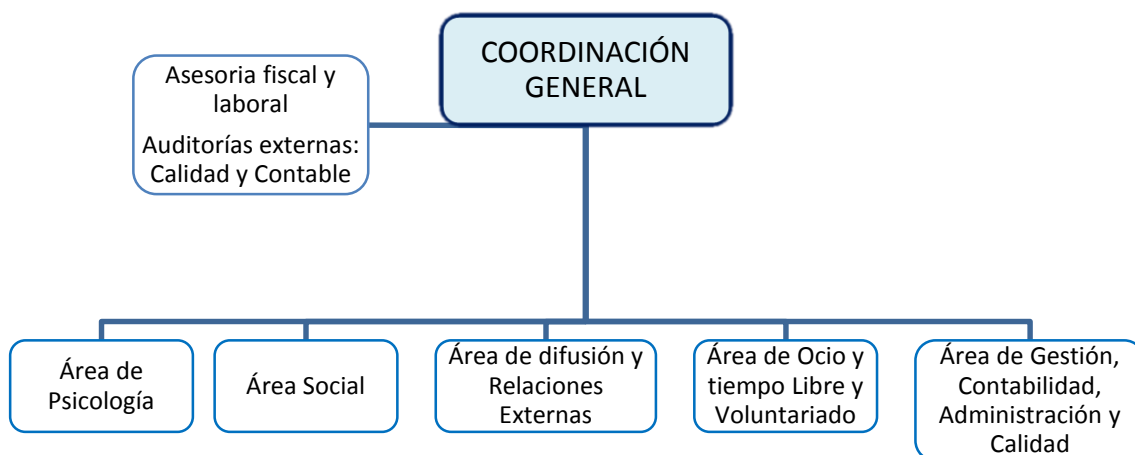 COORDINACIÓN
GENERAL
Asesoria fiscal y
laboral
Auditorías externas:
Calidad y Contable
Área de
Psicología
Área Social
Área de difusión y
Relaciones
Externas
Área de Ocio y
tiempo Libre y
Voluntariado
Área de Gestión,
Contabilidad,
Administración y
Calidad